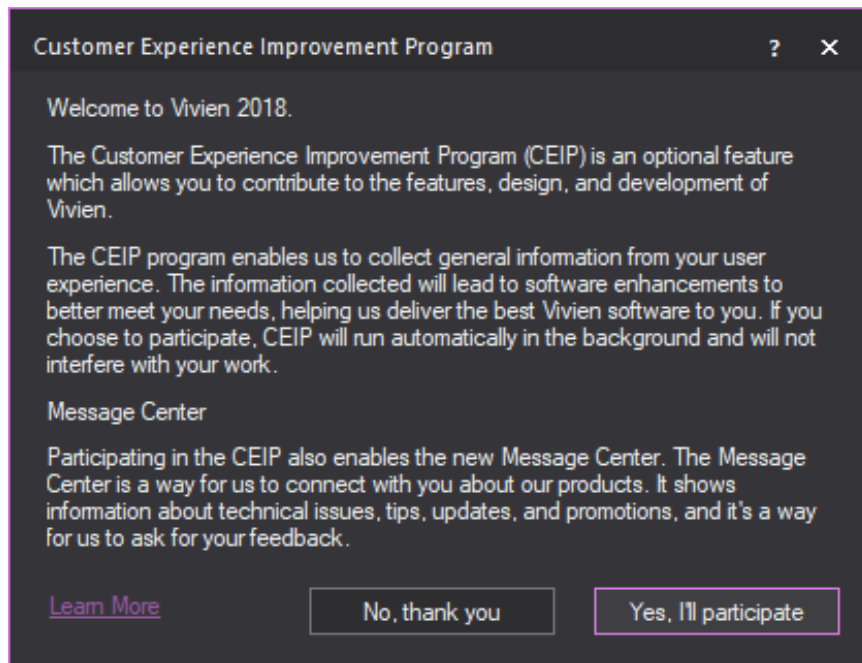 Customer Experience Improvement Program ? ×
Welcome to Vivien 2018.
The Customer Experience Improvement Program (CEIP) is an optional feature
which allows you to contribute to the features, design, and development of
Vivien.
The CEIP program enables us to collect general information from your user
experience. The information collected will lead to software enhancements to
better meet your needs, helping us deliver the best Vivien software to you. If you
choose to participate, CEIP will run automatically in the background and will not
interfere with your work.
Message Center
Participating in the CEIP also enables the new Message Center. The Message
Center is a way for us to connect with you about our products. It shows
information about technical issues, tips, updates, and promotions, and it's a way
for us to ask for your feedback.
Learn More No, thank you Yes, I'll participate